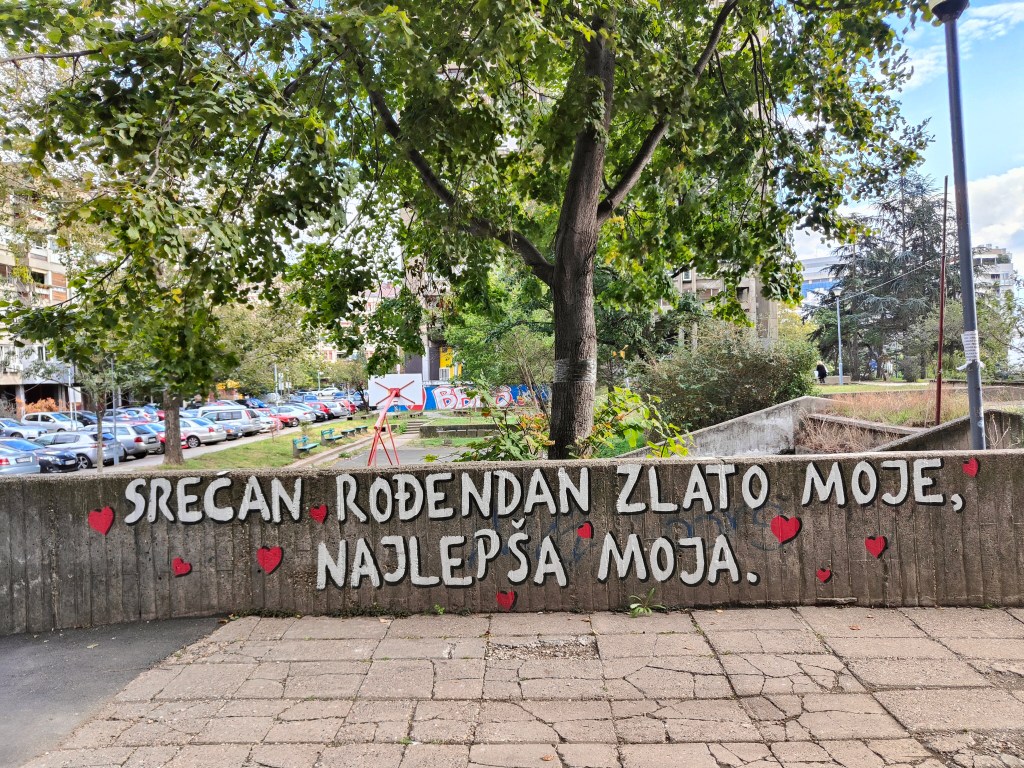 SREĆAN ROĐENDAN ZLATO MOJE,
NAJLEPŠA MOJA.